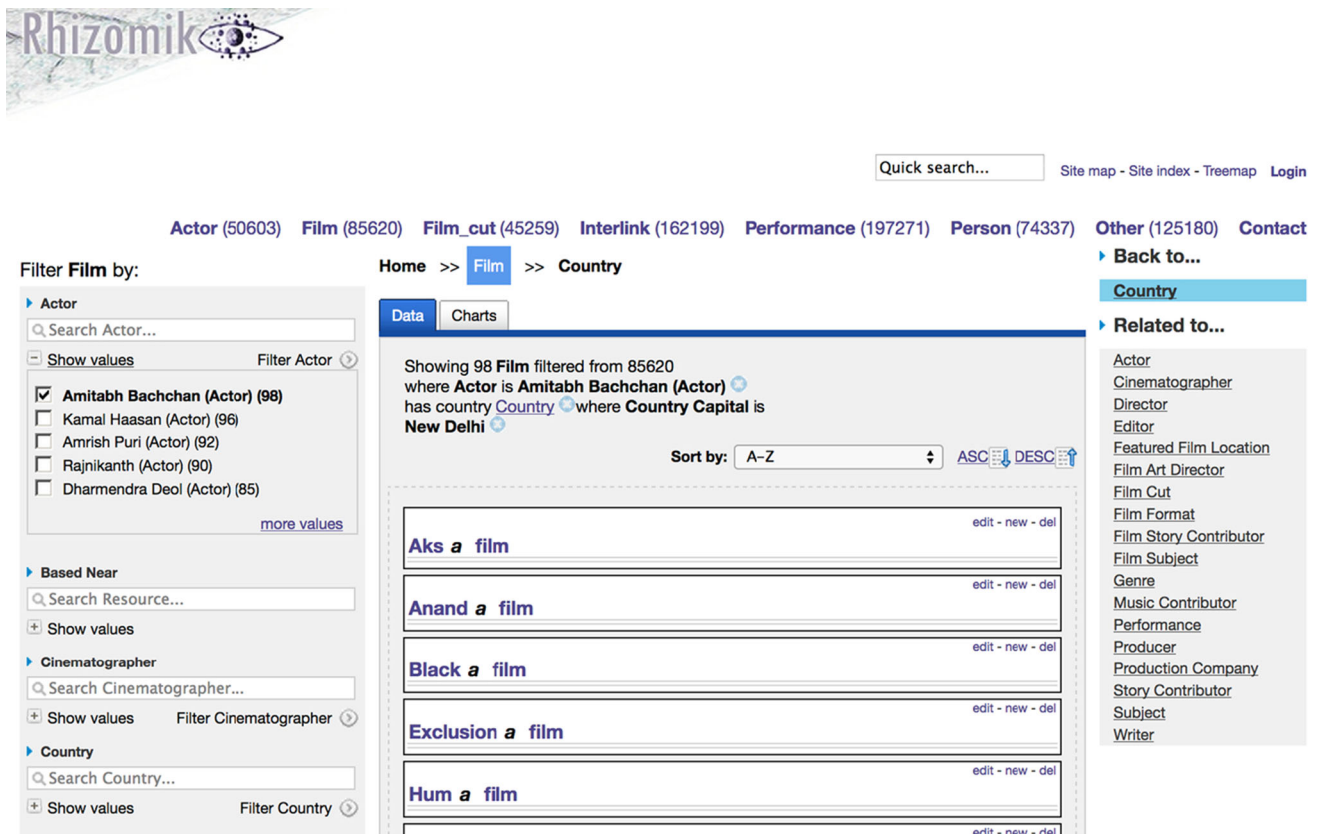 Rhizomik
Quick search...
Site map - Site index - Treemap Login
Actor (50603) Film (85620) Film_cut (45259) Interlink (162199) Performance (197271) Person (74337) Other (125180) Contact
Filter Film by:
Actor
Search Actor...
Show values Filter Actor
Amitabh Bachchan (Actor) (98)
Kamal Haasan (Actor) (96)
Amrish Puri (Actor) (92)
Rajnikanth (Actor) (90)
Dharmendra Deol (Actor) (85)
more values
Based Near
Search Resource...
Show values
Cinematographer
Search Cinematographer...
Show values Filter Cinematographer
Country
Search Country...
Show values Filter Country
Home >> Film >> Country
Data Charts
Showing 98 Film filtered from 85620
where Actor is Amitabh Bachchan (Actor)
has country Country where Country Capital is
New Delhi
Sort by: A-Z ASC DESC
edit - new - del
Aks a film
edit - new - del
Anand a film
edit - new - del
Black a film
edit - new - del
Exclusion a film
edit - new - del
Hum a film
edit - new - del
Back to...
Country
Related to...
Actor
Cinematographer
Director
Editor
Featured Film Location
Film Art Director
Film Cut
Film Format
Film Story Contributor
Film Subject
Genre
Music Contributor
Performance
Producer
Production Company
Story Contributor
Subject
Writer